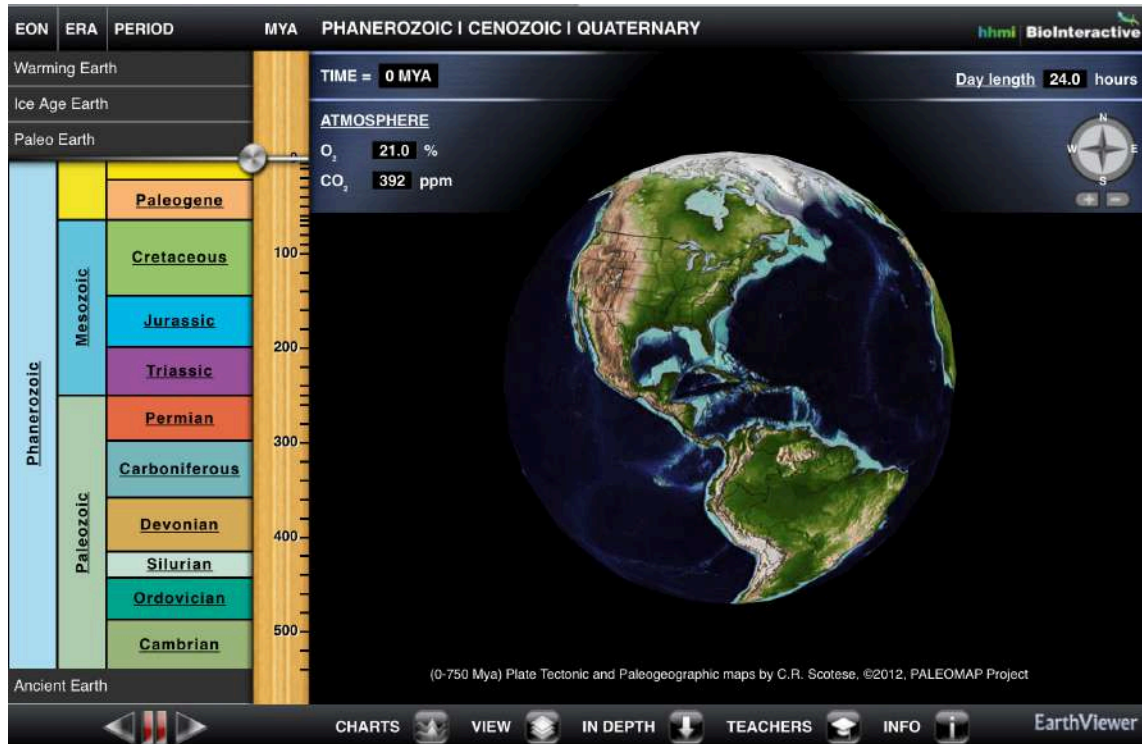 EON ERA PERIOD MYA PHANEROZOIC I CENOZOIC I QUATERNARY hhmi BioInteractive
Warming Earth
Ice Age Earth
Paleo Earth
TIME = 0 MYA Day length 24.0 hours
ATMOSPHERE
O2 21.0 %
CO2 392 ppm
N
W E
S
+ −
0
Phanerozoic
Mesozoic
Paleozoic
Paleogene
Cretaceous
Jurassic
Triassic
Permian
Carboniferous
Devonian
Silurian
Ordovician
Cambrian
100
200
300
400
500
Ancient Earth
(0-750 Mya) Plate Tectonic and Paleogeographic maps by C.R. Scotese, ©2012, PALEOMAP Project
CHARTS VIEW IN DEPTH TEACHERS INFO i EarthViewer